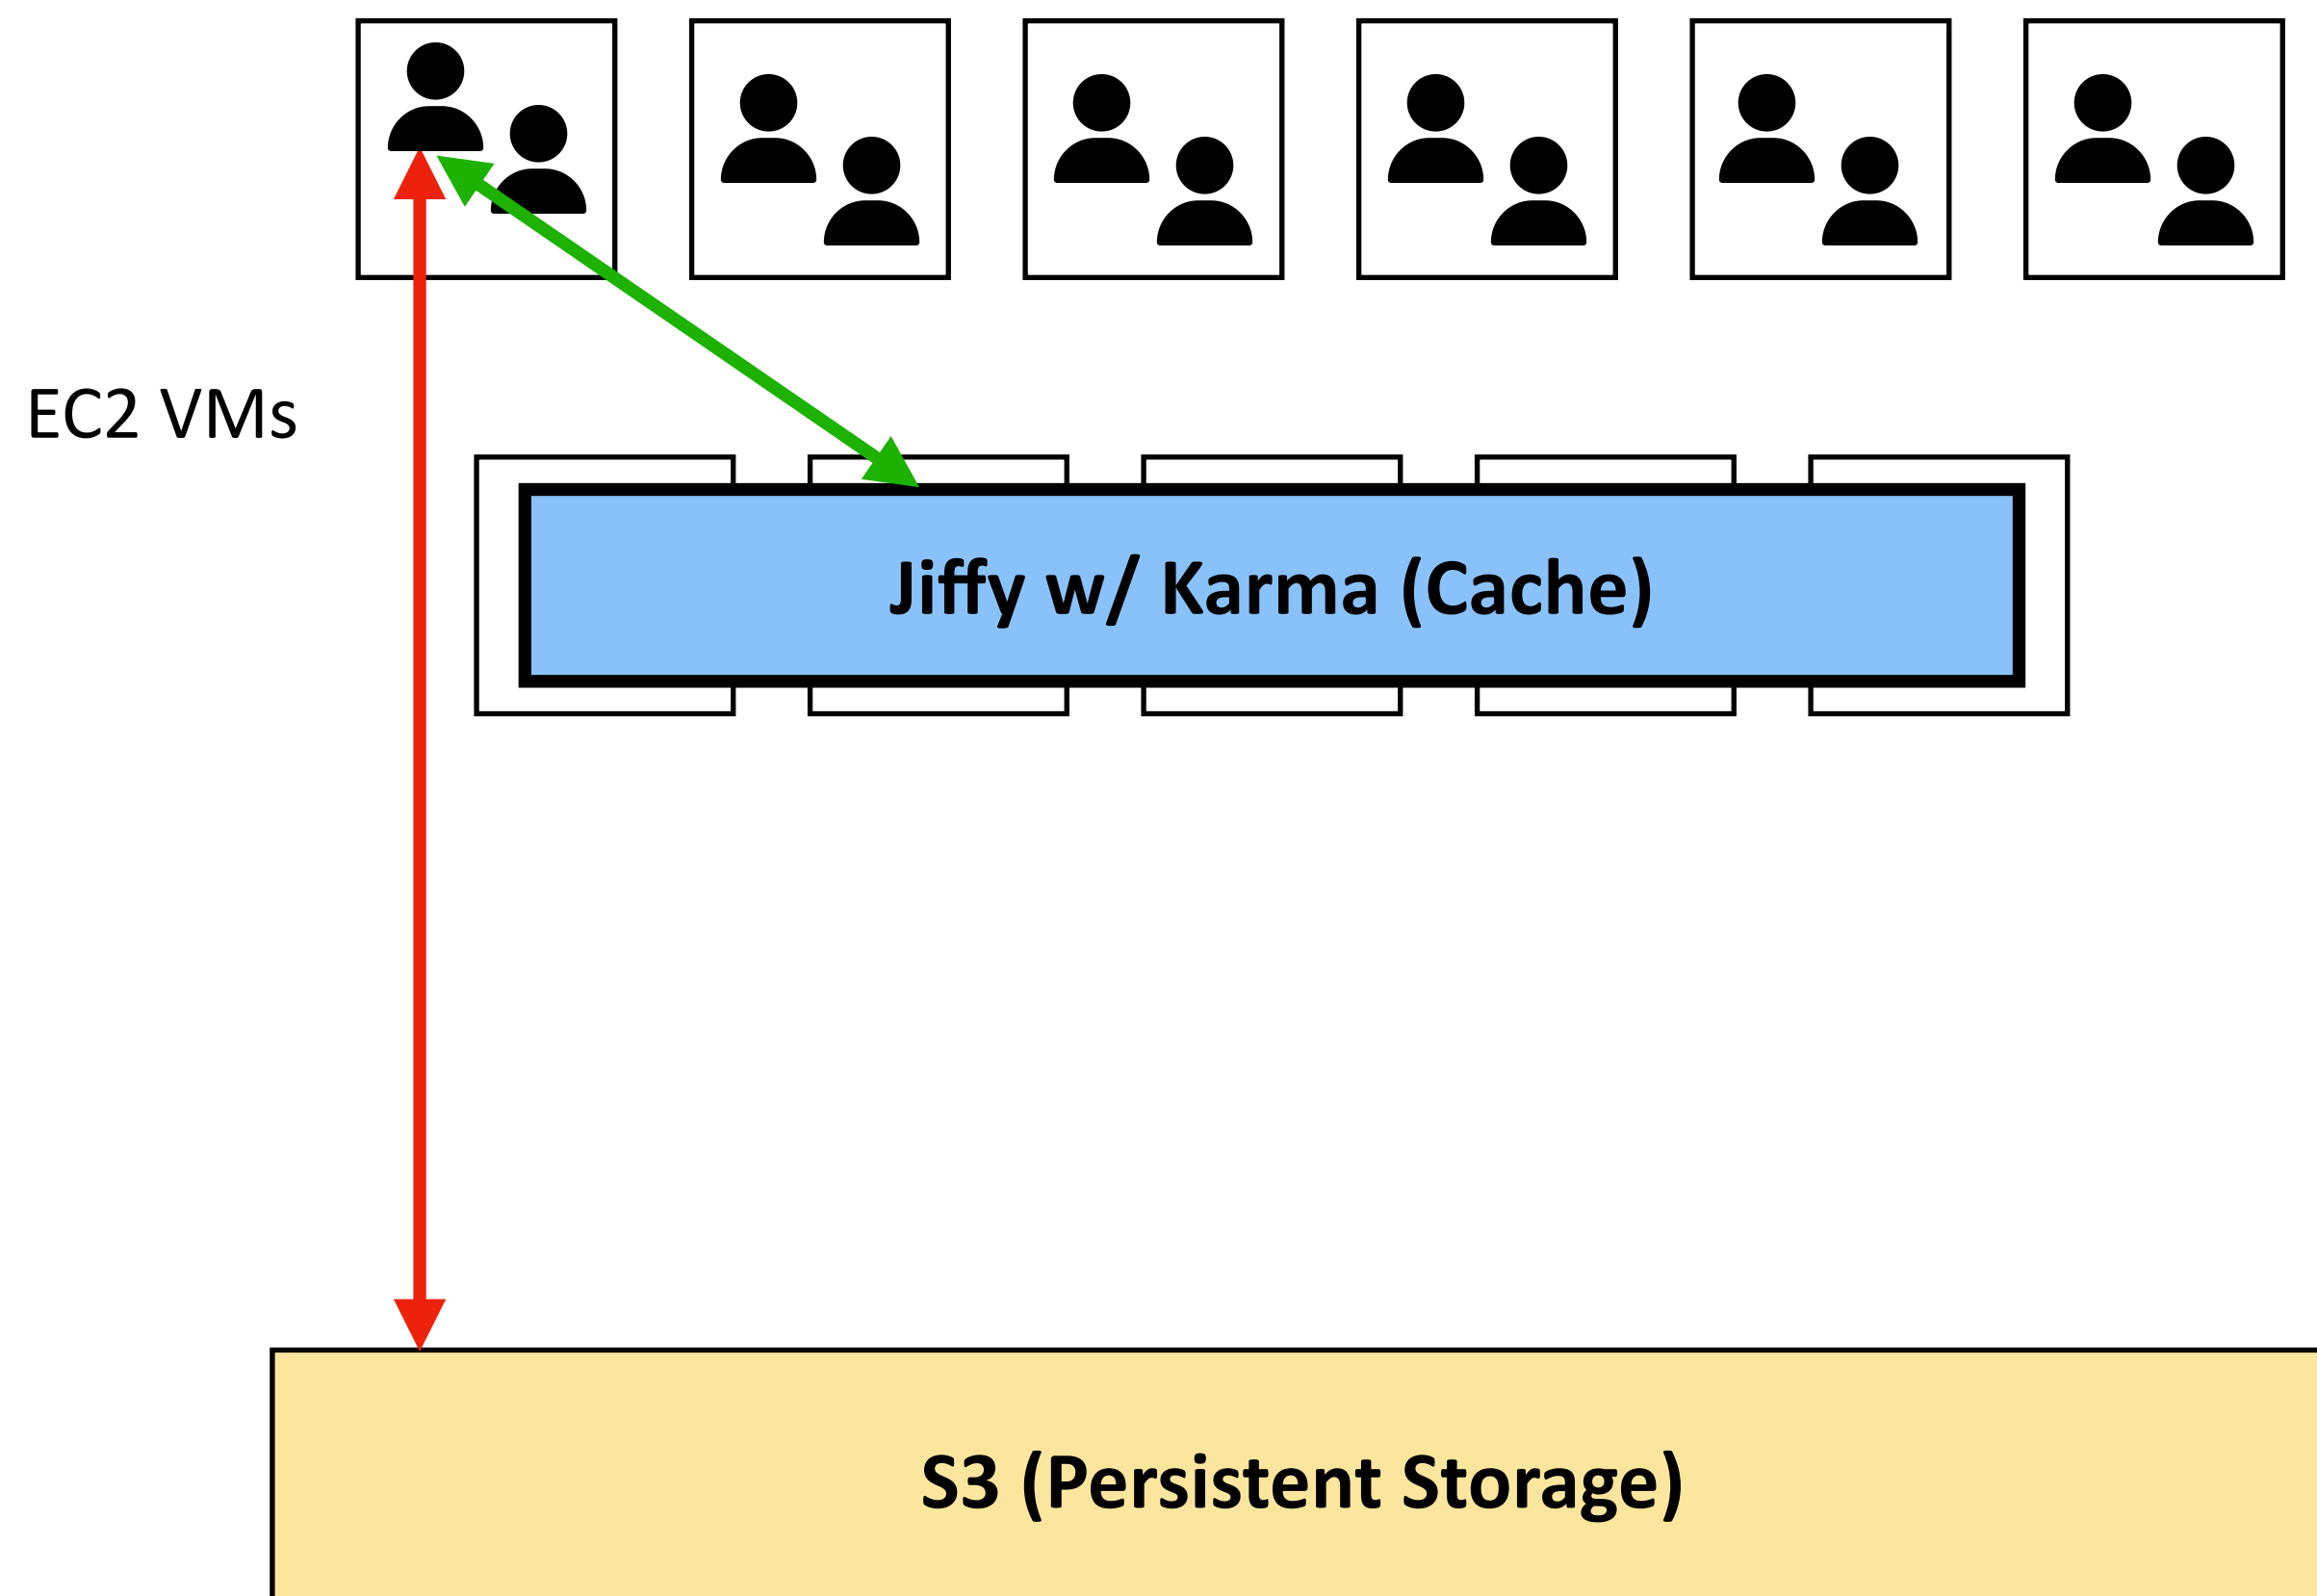 EC2 VMs
Jiffy w/ Karma (Cache)
S3 (Persistent Storage)